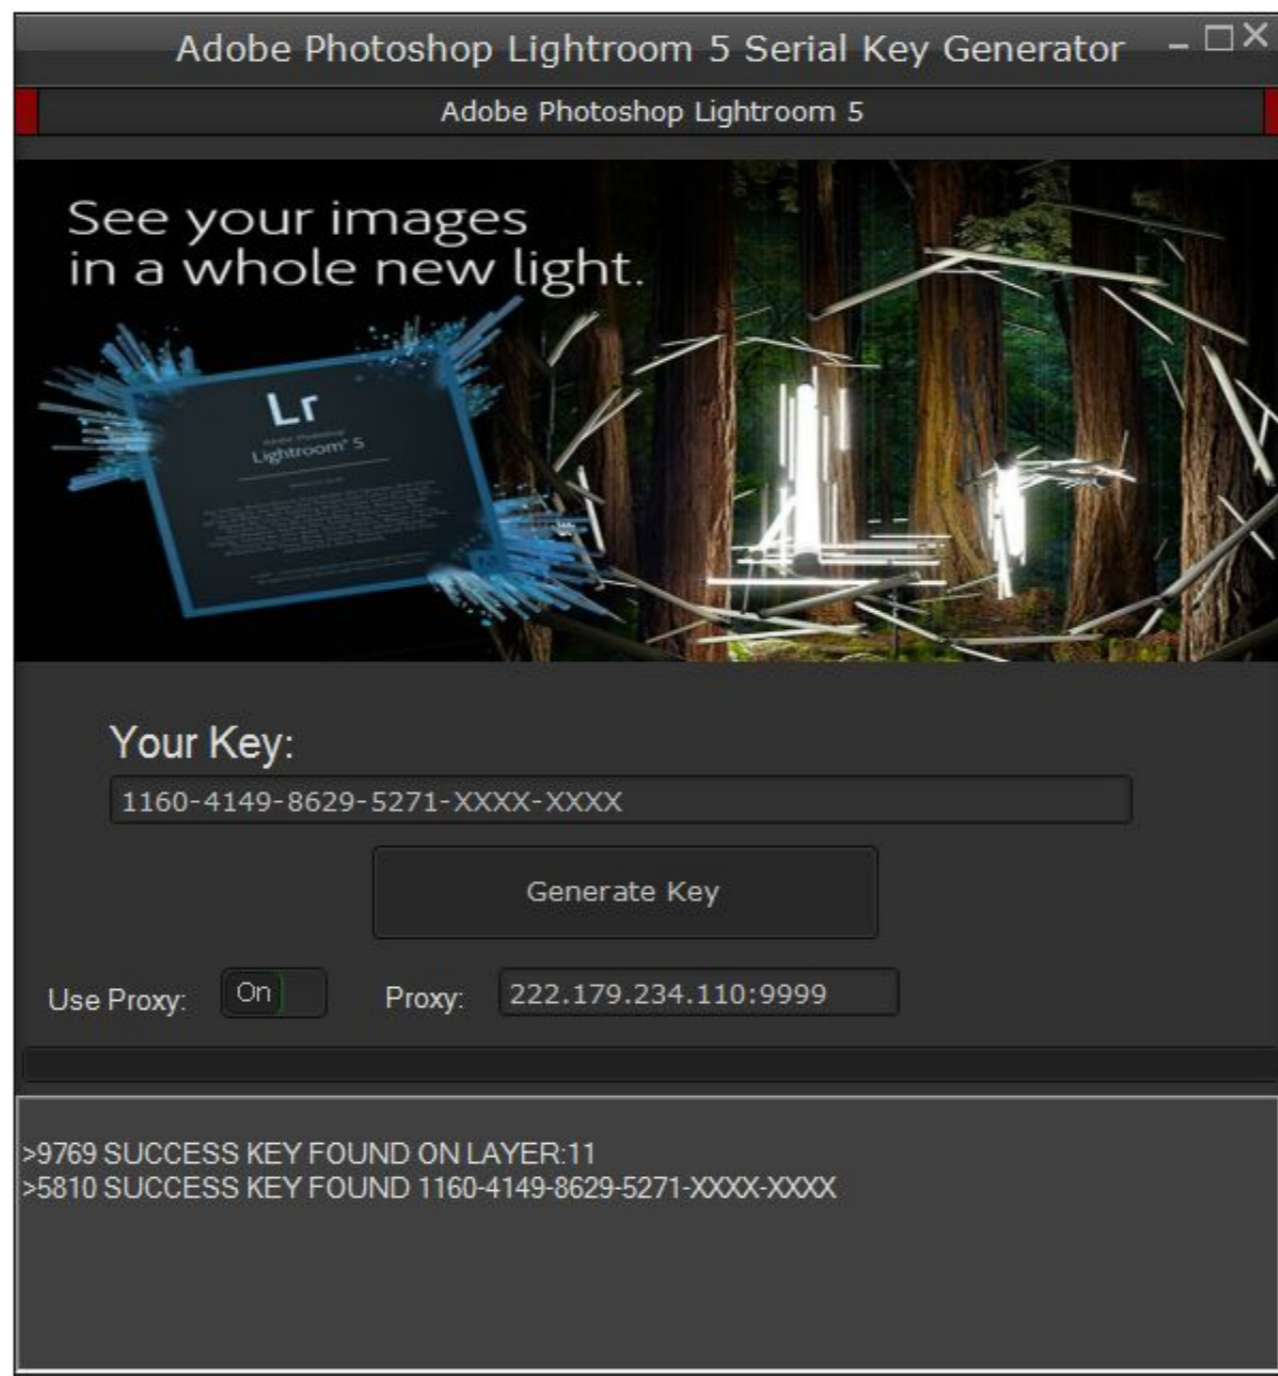 Adobe Photoshop Lightroom 5 Serial Key Generator
Adobe Photoshop Lightroom 5
See your images
in a whole new light.
Lr
Adobe Photoshop
Lightroom® 5
Your Key:
1160-4149-8629-5271-XXXX-XXXX
Generate Key
Use Proxy: On Proxy: 222.179.234.110:9999
>9769 SUCCESS KEY FOUND ON LAYER:11
>5810 SUCCESS KEY FOUND 1160-4149-8629-5271-XXXX-XXXX